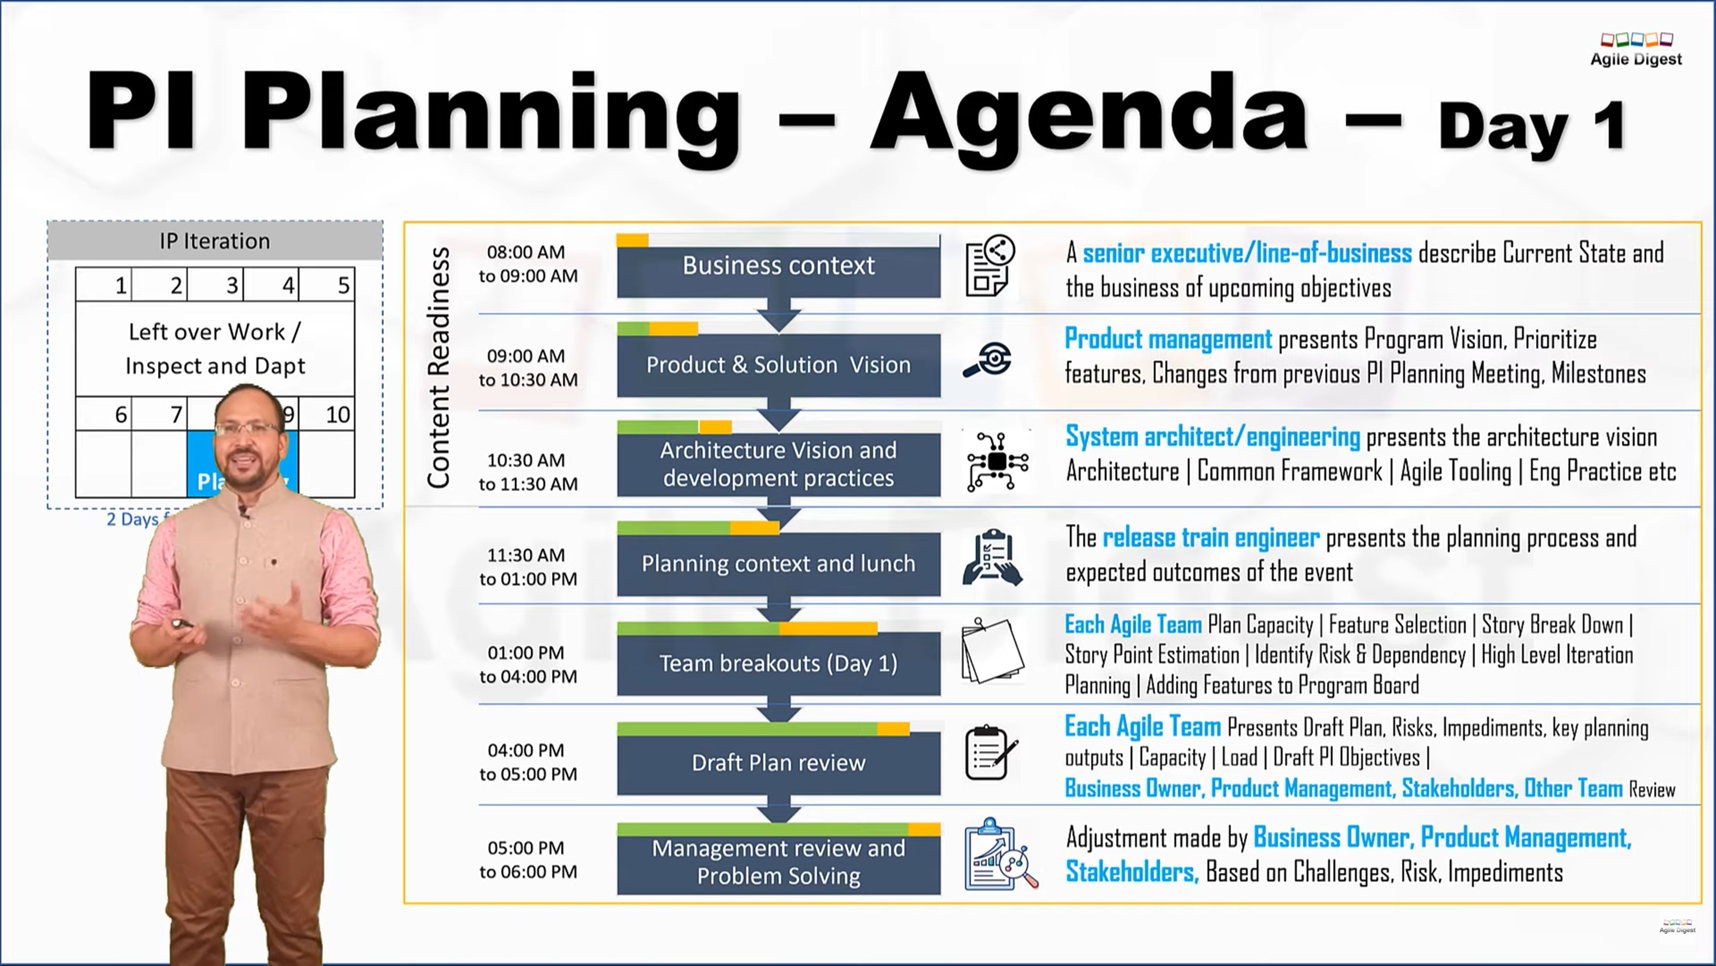 Agile Digest
PI Planning – Agenda – Day 1
IP Iteration
1 2 3 4 5
Left over Work /
Inspect and Dapt
6 7 9 10
2 Days
Content Readiness
08:00 AM
to 09:00 AM
Business context
A senior executive/line-of-business describe Current State and
the business of upcoming objectives
09:00 AM
to 10:30 AM
Product & Solution Vision
Product management presents Program Vision, Prioritize
features, Changes from previous PI Planning Meeting, Milestones
10:30 AM
to 11:30 AM
Architecture Vision and
development practices
System architect/engineering presents the architecture vision
Architecture | Common Framework | Agile Tooling | Eng Practice etc
11:30 AM
to 01:00 PM
Planning context and lunch
The release train engineer presents the planning process and
expected outcomes of the event
01:00 PM
to 04:00 PM
Team breakouts (Day 1)
Each Agile Team Plan Capacity | Feature Selection | Story Break Down |
Story Point Estimation | Identify Risk & Dependency | High Level Iteration
Planning | Adding Features to Program Board
04:00 PM
to 05:00 PM
Draft Plan review
Each Agile Team Presents Draft Plan, Risks, Impediments, key planning
outputs | Capacity | Load | Draft PI Objectives |
Business Owner, Product Management, Stakeholders, Other Team Review
05:00 PM
to 06:00 PM
Management review and
Problem Solving
Adjustment made by Business Owner, Product Management,
Stakeholders, Based on Challenges, Risk, Impediments
Agile Digest